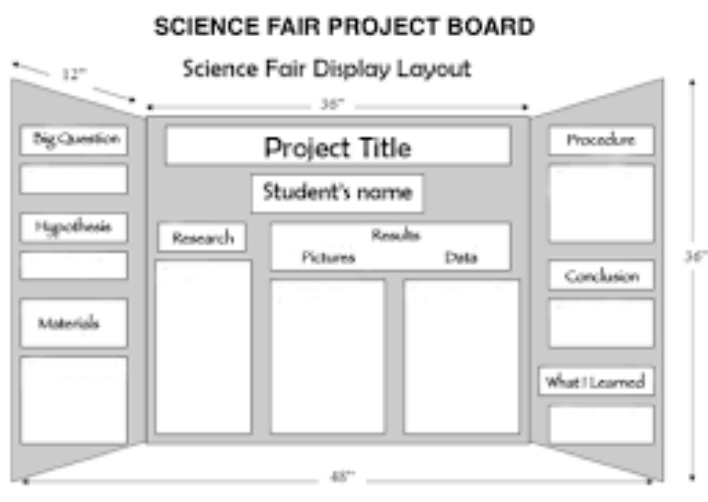 SCIENCE FAIR PROJECT BOARD
Science Fair Display Layout
12"
36"
Big Question
Hypothesis
Materials
Project Title
Student's name
Research
Results
Pictures Data
Procedure
Conclusion
What I Learned
36"
48"